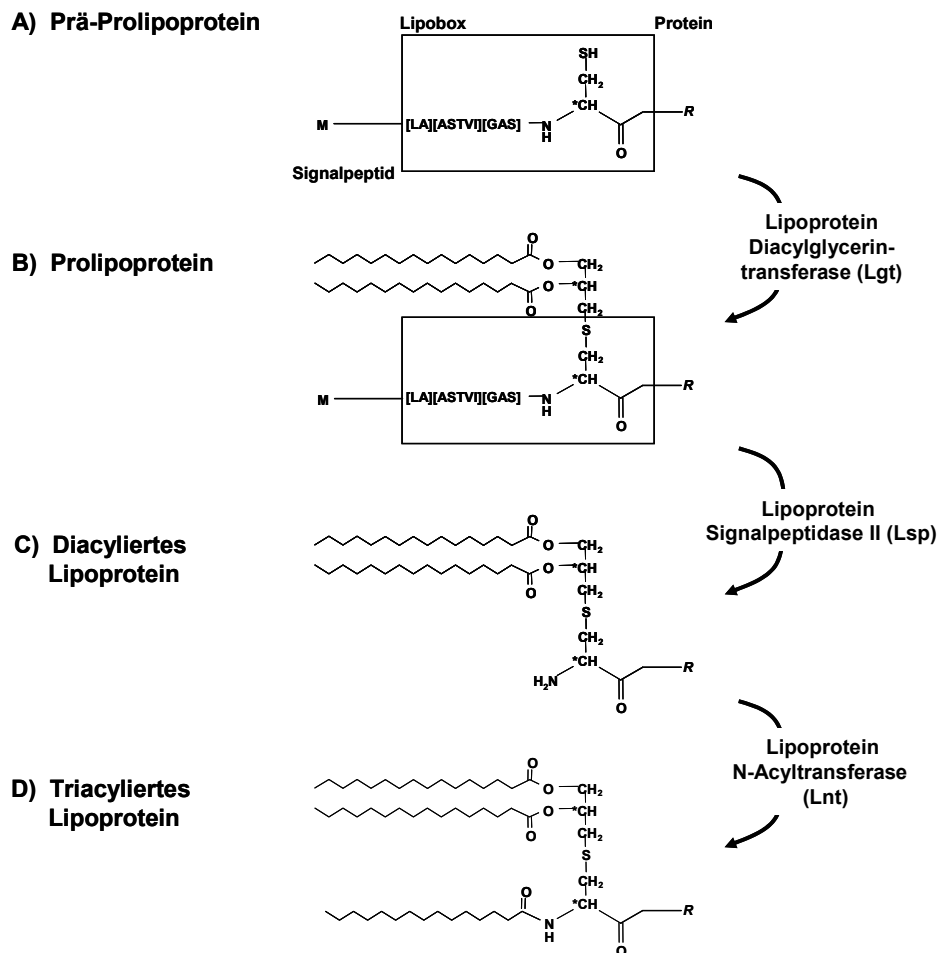 A) Prä-Prolipoprotein
Lipobox
Protein
SH
CH2
*CH
R
M
[LA][ASTVI][GAS]
N
H
O
Signalpeptid
Lipoprotein
Diacylglycerin-
transferase (Lgt)
B) Prolipoprotein
O
O
CH2
O
*CH
O
CH2
S
CH2
*CH
R
M
[LA][ASTVI][GAS]
N
H
O
Lipoprotein
Signalpeptidase II (Lsp)
C) Diacyliertes
Lipoprotein
O
O
CH2
O
*CH
O
CH2
S
CH2
*CH
R
H2N
O
Lipoprotein
N-Acyltransferase
(Lnt)
D) Triacyliertes
Lipoprotein
O
O
CH2
O
*CH
O
CH2
S
CH2
O
*CH
R
N
H
O